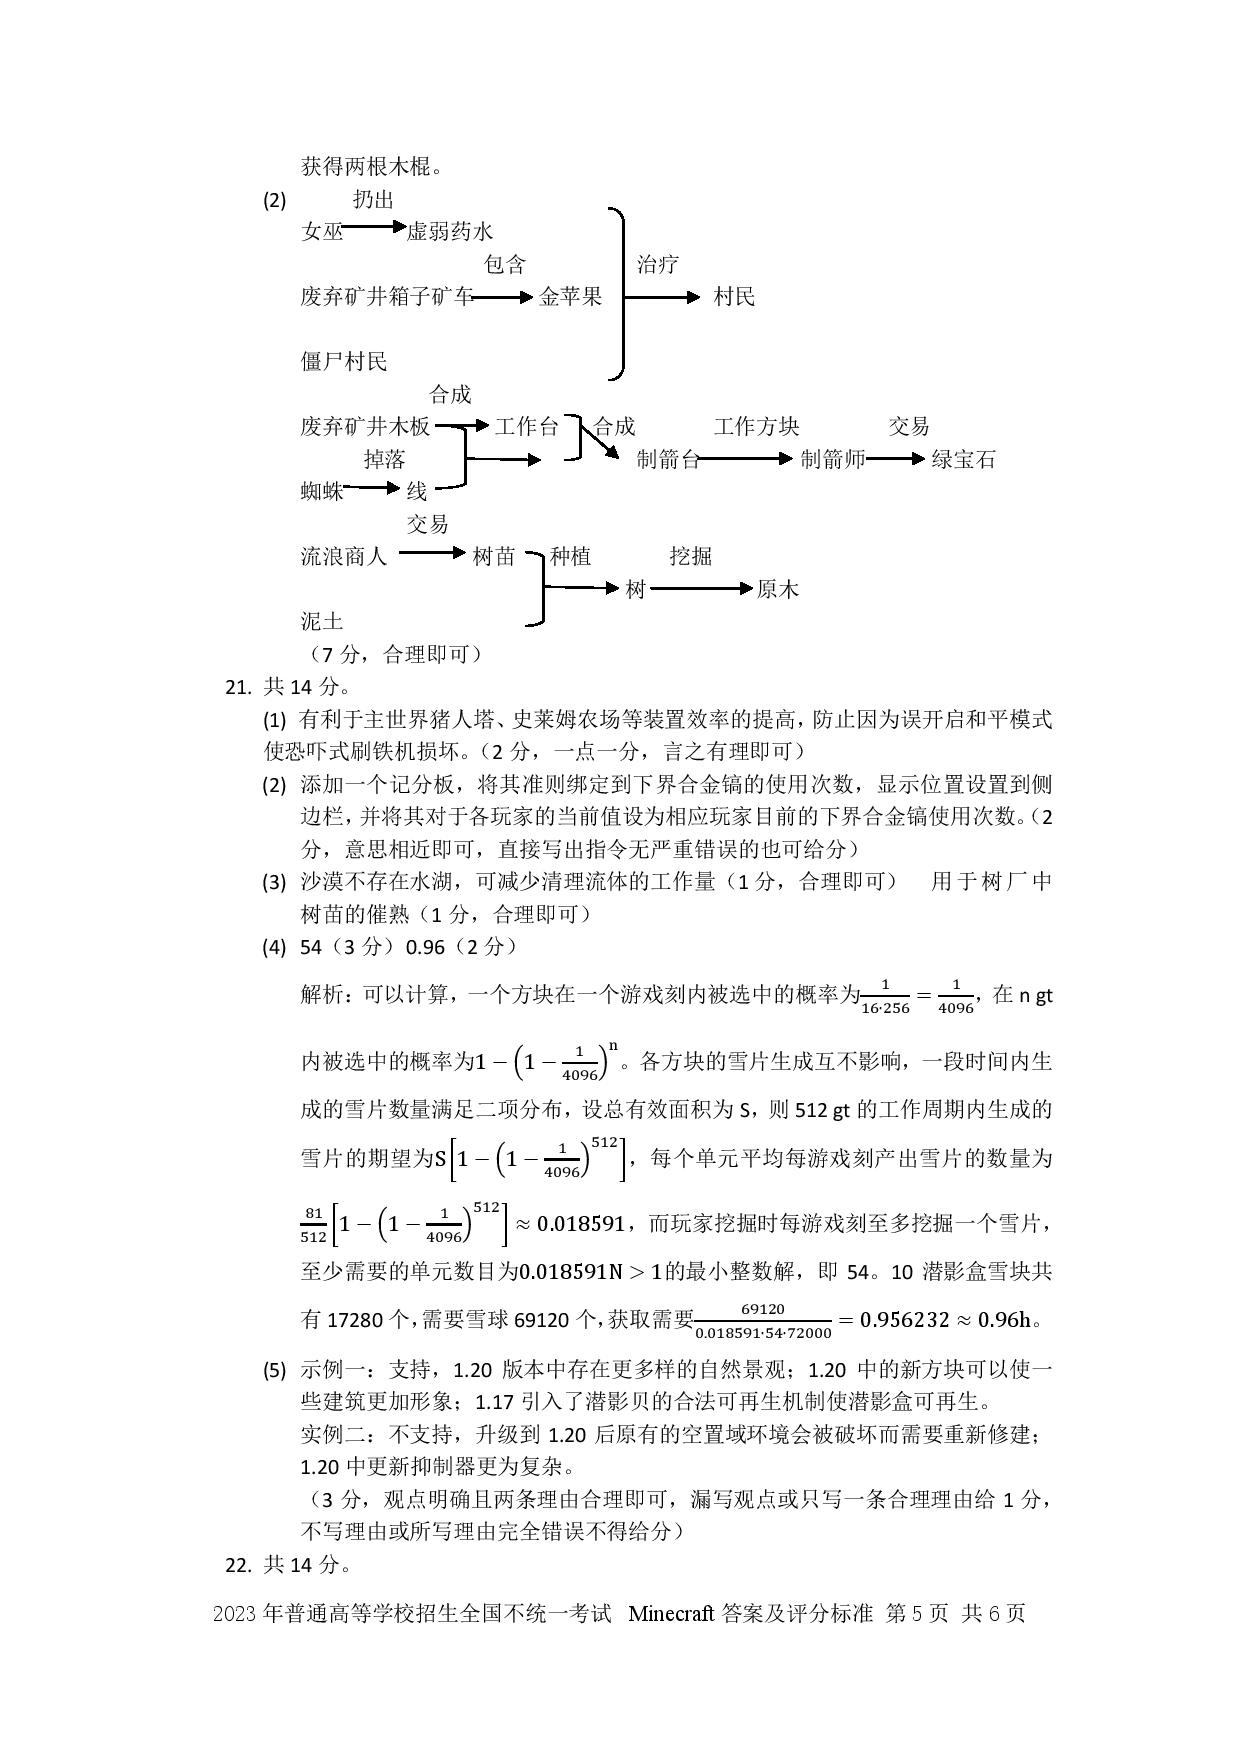 获得两根木棍。
(2) 扔出
女巫 虚弱药水
包含 治疗
废弃矿井箱子矿车 金苹果 村民
僵尸村民
合成
废弃矿井木板 工作台 合成 工作方块 交易
掉落 制箭台 制箭师 绿宝石
蜘蛛 线
交易
流浪商人 树苗 种植 挖掘
树 原木
泥土
（7 分，合理即可）
21. 共 14 分。
(1) 有利于主世界猪人塔、史莱姆农场等装置效率的提高，防止因为误开启和平模式
使恐吓式刷铁机损坏。（2 分，一点一分，言之有理即可）
(2) 添加一个记分板，将其准则绑定到下界合金镐的使用次数，显示位置设置到侧
边栏，并将其对于各玩家的当前值设为相应玩家目前的下界合金镐使用次数。（2
分，意思相近即可，直接写出指令无严重错误的也可给分）
(3) 沙漠不存在水湖，可减少清理流体的工作量（1 分，合理即可） 用于树厂中
树苗的催熟（1 分，合理即可）
(4) 54（3 分）0.96（2 分）
解析：可以计算，一个方块在一个游戏刻内被选中的概率为\frac{1}{16·256} = \frac{1}{4096}，在 n gt
内被选中的概率为1 − (1 − \frac{1}{4096})^n。各方块的雪片生成互不影响，一段时间内生
成的雪片数量满足二项分布，设总有效面积为 S，则 512 gt 的工作周期内生成的
雪片的期望为S[1 − (1 − \frac{1}{4096})^{512}]，每个单元平均每游戏刻产出雪片的数量为
\frac{81}{512}[1 − (1 − \frac{1}{4096})^{512}] ≈ 0.018591，而玩家挖掘时每游戏刻至多挖掘一个雪片，
至少需要的单元数目为0.018591N > 1的最小整数解，即 54。10 潜影盒雪块共
有 17280 个，需要雪球 69120 个，获取需要\frac{69120}{0.018591·54·72000} = 0.956232 ≈ 0.96h。
(5) 示例一：支持，1.20 版本中存在更多样的自然景观；1.20 中的新方块可以使一
些建筑更加形象；1.17 引入了潜影贝的合法可再生机制使潜影盒可再生。
实例二：不支持，升级到 1.20 后原有的空置域环境会被破坏而需要重新修建；
1.20 中更新抑制器更为复杂。
（3 分，观点明确且两条理由合理即可，漏写观点或只写一条合理理由给 1 分，
不写理由或所写理由完全错误不得给分）
22. 共 14 分。
2023 年普通高等学校招生全国不统一考试 Minecraft 答案及评分标准 第 5 页 共 6 页